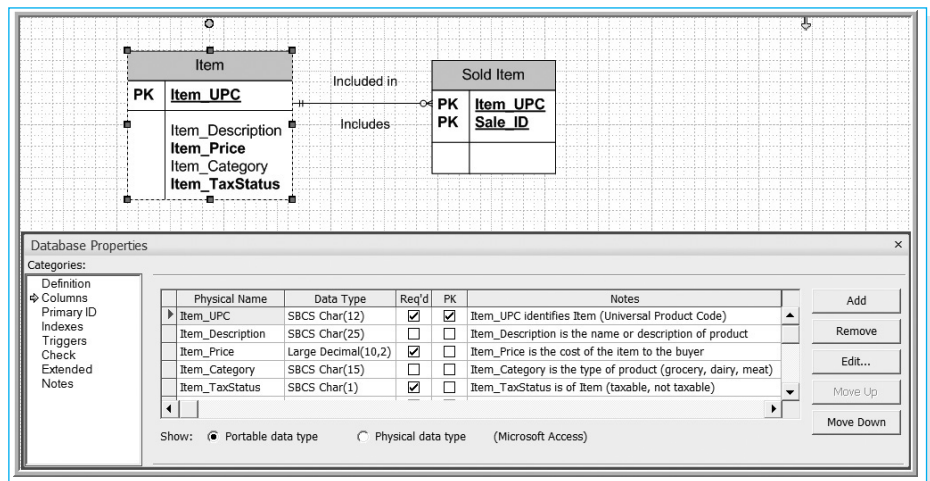 Item
PK Item_UPC
Item_Description
Item_Price
Item_Category
Item_TaxStatus
Included in
Includes
Sold Item
PK Item_UPC
PK Sale_ID
Database Properties
Categories:
Definition
Columns
Primary ID
Indexes
Triggers
Check
Extended
Notes
Physical Name Data Type Req'd PK Notes
Item_UPC SBCS Char(12) Item_UPC identifies Item (Universal Product Code)
Item_Description SBCS Char(25) Item_Description is the name or description of product
Item_Price Large Decimal(10,2) Item_Price is the cost of the item to the buyer
Item_Category SBCS Char(15) Item_Category is the type of product (grocery, dairy, meat)
Item_TaxStatus SBCS Char(1) Item_TaxStatus is of Item (taxable, not taxable)
Add
Remove
Edit...
Move Up
Move Down
Show: Portable data type Physical data type (Microsoft Access)